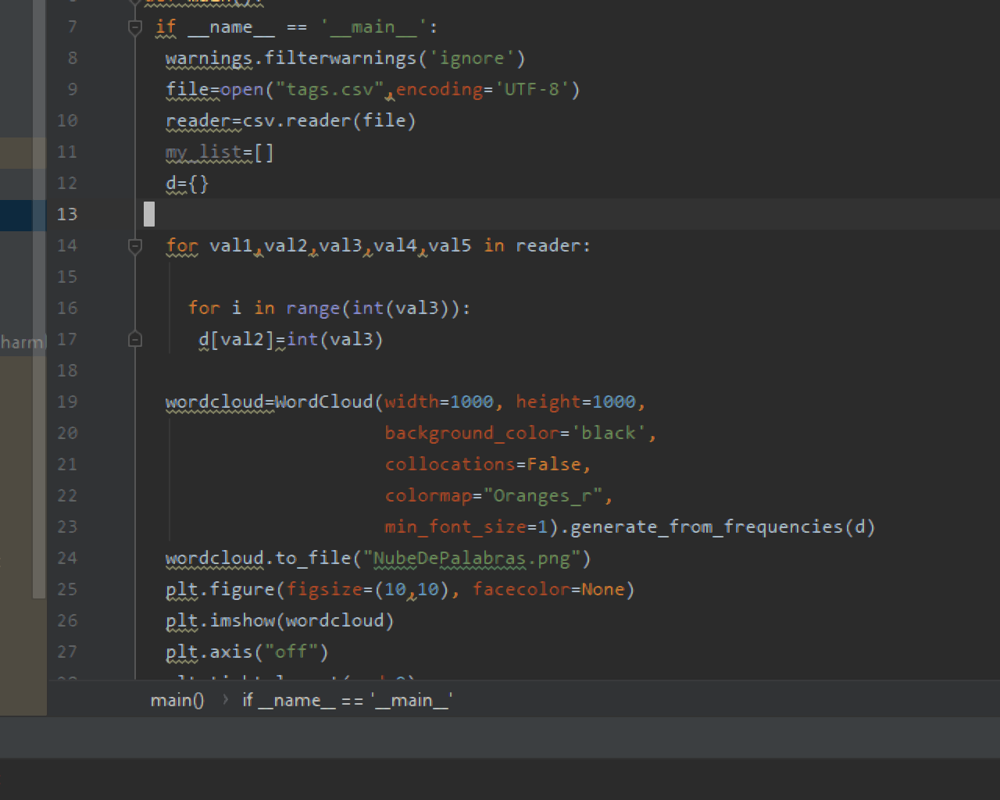 def main():
7 if __name__ == '__main__':
8 warnings.filterwarnings('ignore')
9 file=open("tags.csv",encoding='UTF-8')
10 reader=csv.reader(file)
11 my_list=[]
12 d={}
13
14 for val1,val2,val3,val4,val5 in reader:
15
16 for i in range(int(val3)):
harm
17 d[val2]=int(val3)
18
19 wordcloud=WordCloud(width=1000, height=1000,
20 background_color='black',
21 collocations=False,
22 colormap="Oranges_r",
23 min_font_size=1).generate_from_frequencies(d)
24 wordcloud.to_file("NubeDePalabras.png")
25 plt.figure(figsize=(10,10), facecolor=None)
26 plt.imshow(wordcloud)
27 plt.axis("off")
main() › if __name__ == '__main__'